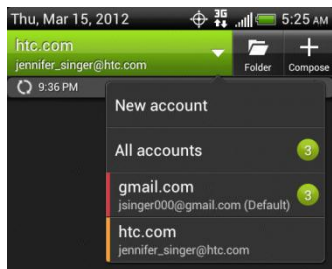 Thu, Mar 15, 2012 3G 5:25 AM
htc.com
jennifer_singer@htc.com
Folder Compose
9:36 PM
New account
All accounts 3
gmail.com 3
jsinger000@gmail.com (Default)
htc.com
jennifer_singer@htc.com